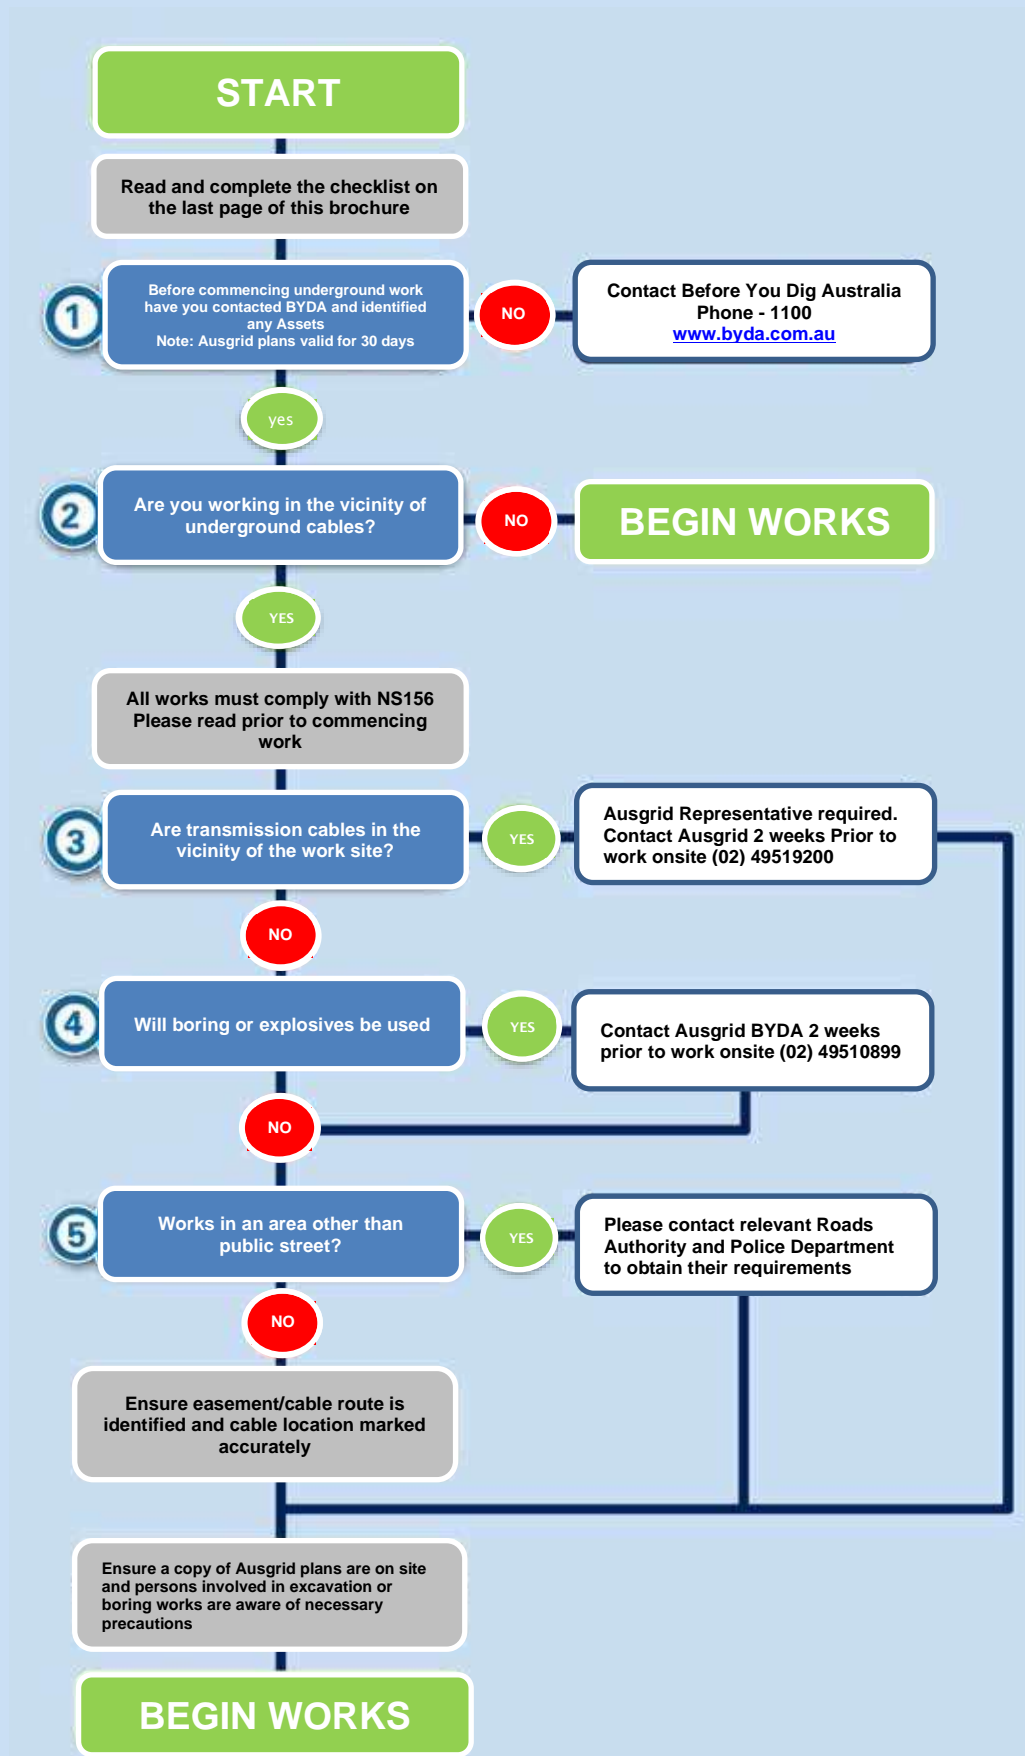 START
Read and complete the checklist on
the last page of this brochure
1
Before commencing underground work
have you contacted BYDA and identified
any Assets
Note: Ausgrid plans valid for 30 days
NO
Contact Before You Dig Australia
Phone - 1100
www.byda.com.au
yes
2
Are you working in the vicinity of
underground cables?
NO
BEGIN WORKS
YES
All works must comply with NS156
Please read prior to commencing
work
3
Are transmission cables in the
vicinity of the work site?
YES
Ausgrid Representative required.
Contact Ausgrid 2 weeks Prior to
work onsite (02) 49519200
NO
4
Will boring or explosives be used
YES
Contact Ausgrid BYDA 2 weeks
prior to work onsite (02) 49510899
NO
5
Works in an area other than
public street?
YES
Please contact relevant Roads
Authority and Police Department
to obtain their requirements
NO
Ensure easement/cable route is
identified and cable location marked
accurately
Ensure a copy of Ausgrid plans are on site
and persons involved in excavation or
boring works are aware of necessary
precautions
BEGIN WORKS